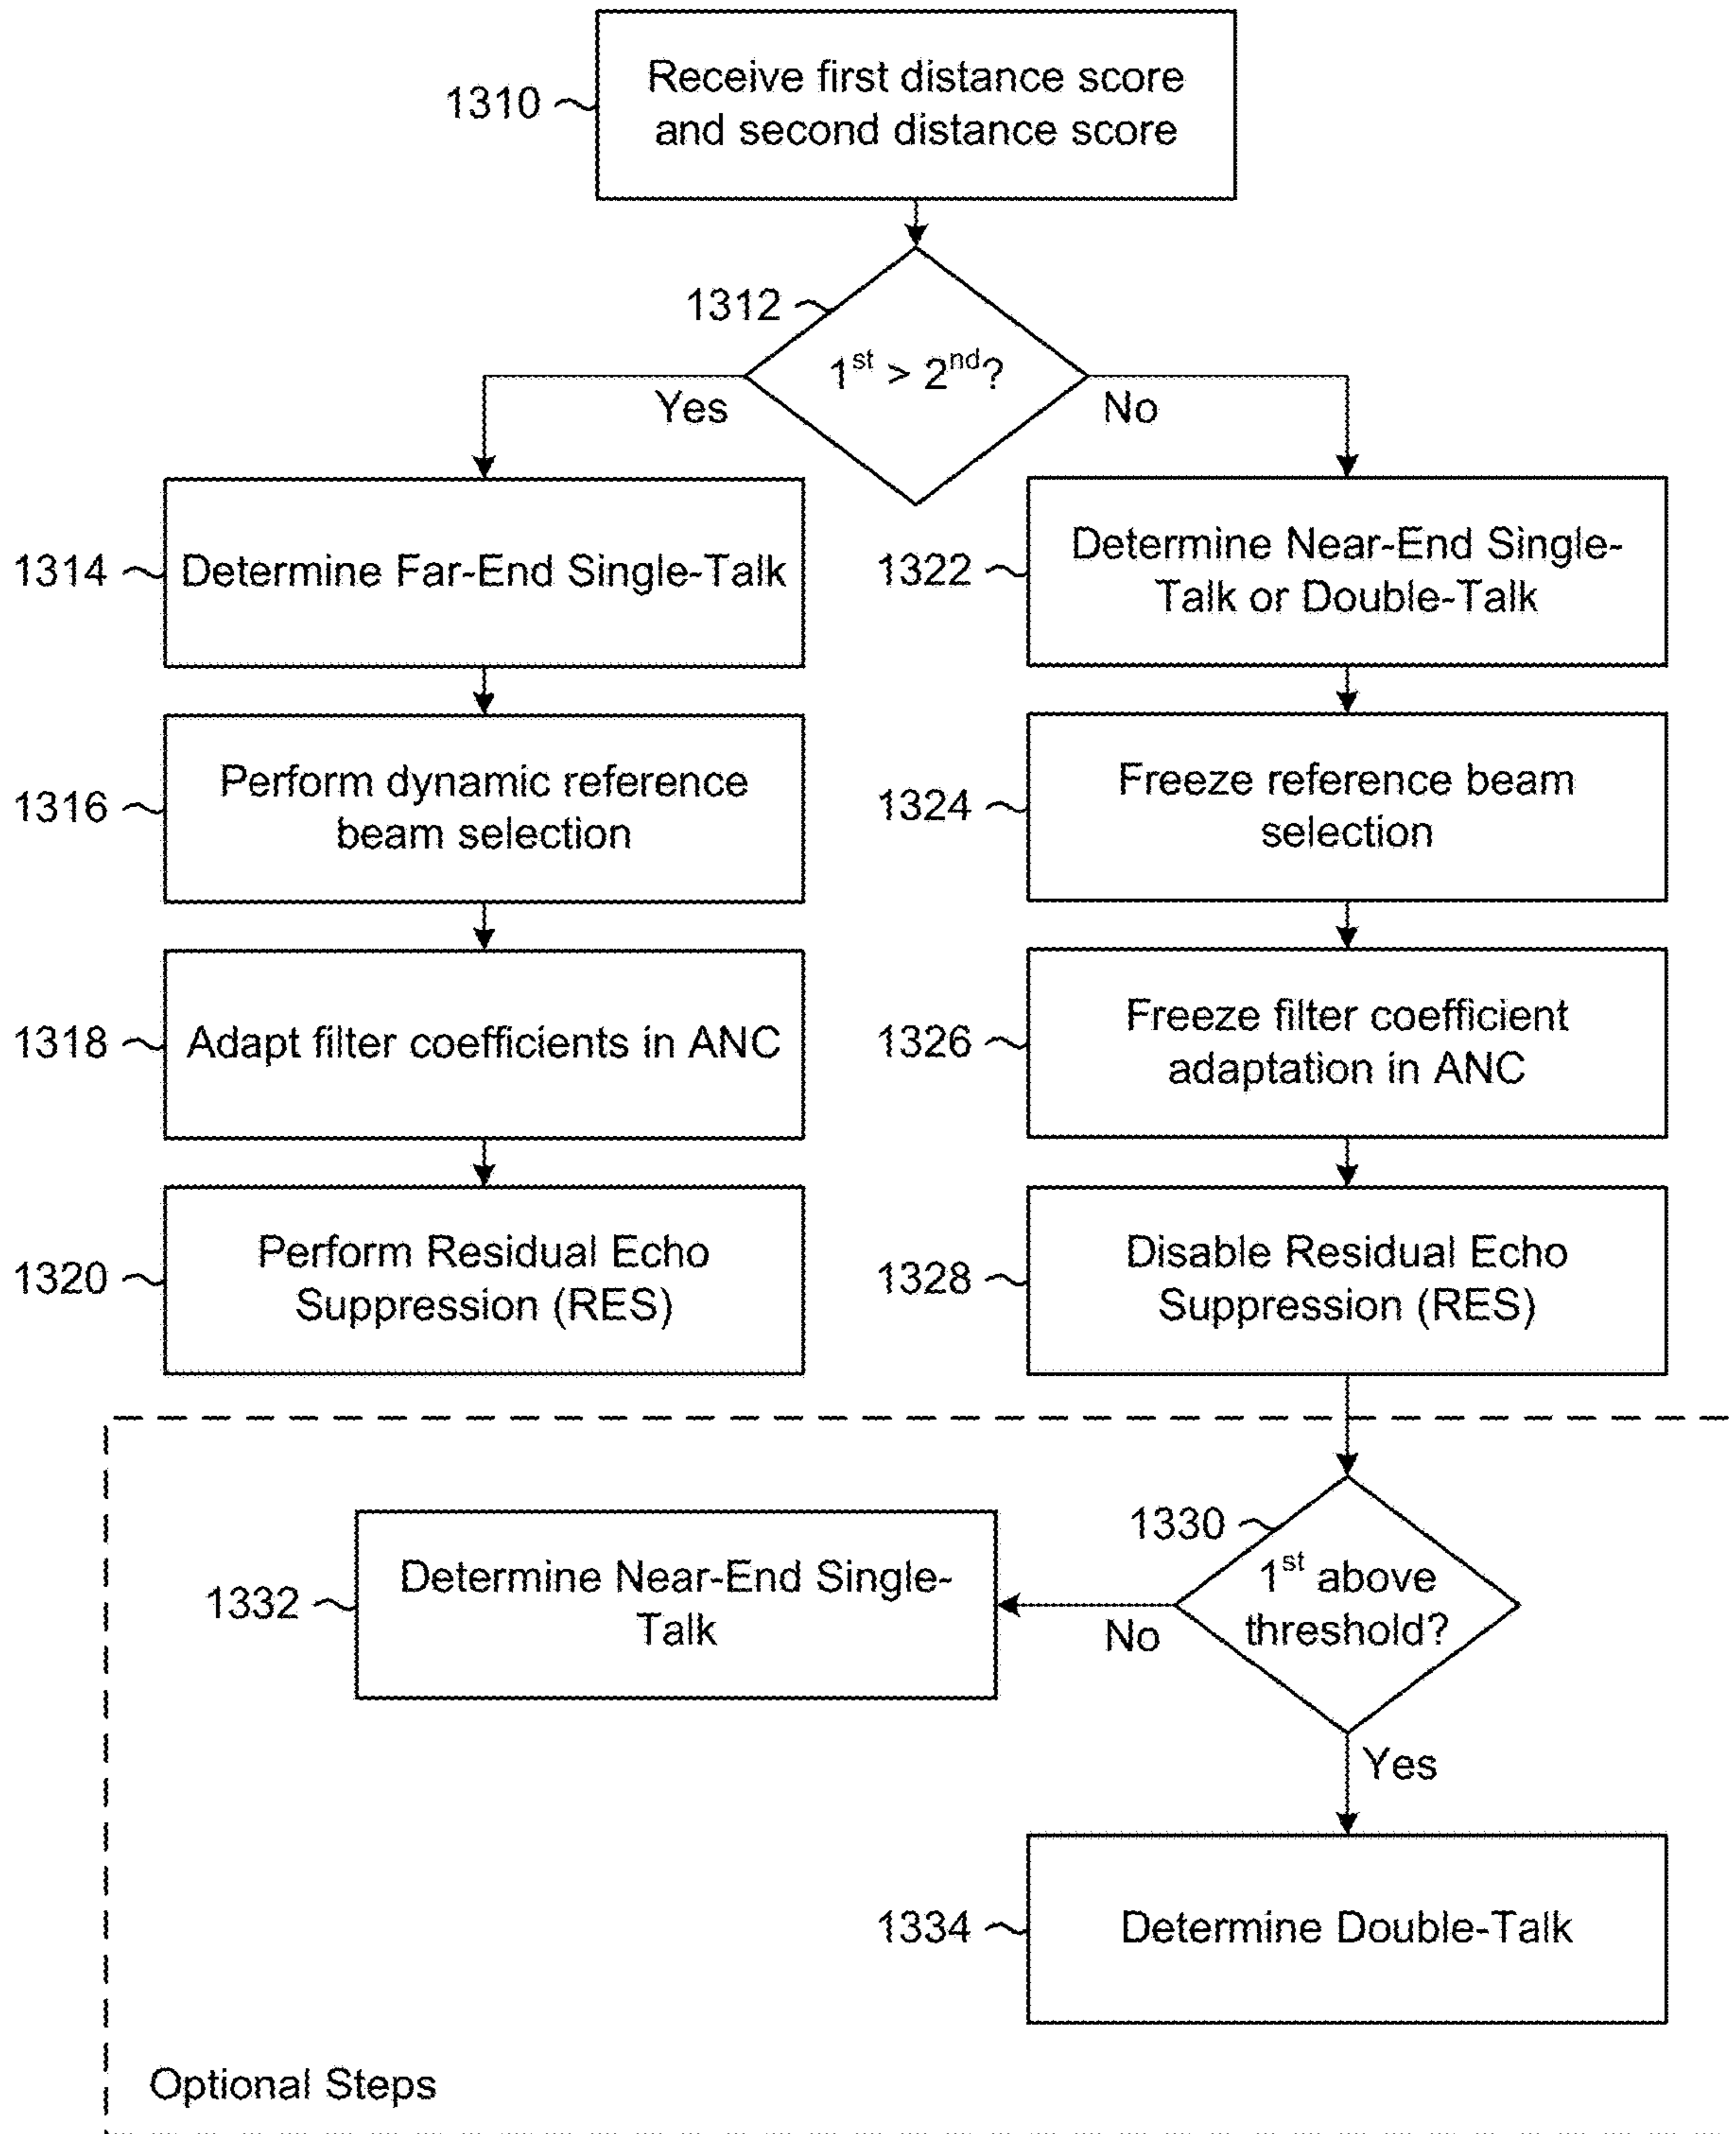 Receive first distance score
1310
and second distance score
1312
1st > 2nd?
Yes
No
1314
Determine Far-End Single-Talk
1322
Determine Near-End Single-
Talk or Double-Talk
1316
Perform dynamic reference
beam selection
1324
Freeze reference beam
selection
1318
Adapt filter coefficients in ANC
1326
Freeze filter coefficient
adaptation in ANC
1320
Perform Residual Echo
Suppression (RES)
1328
Disable Residual Echo
Suppression (RES)
1330
1st above
threshold?
1332
Determine Near-End Single-
Talk
No
Yes
1334
Determine Double-Talk
Optional Steps